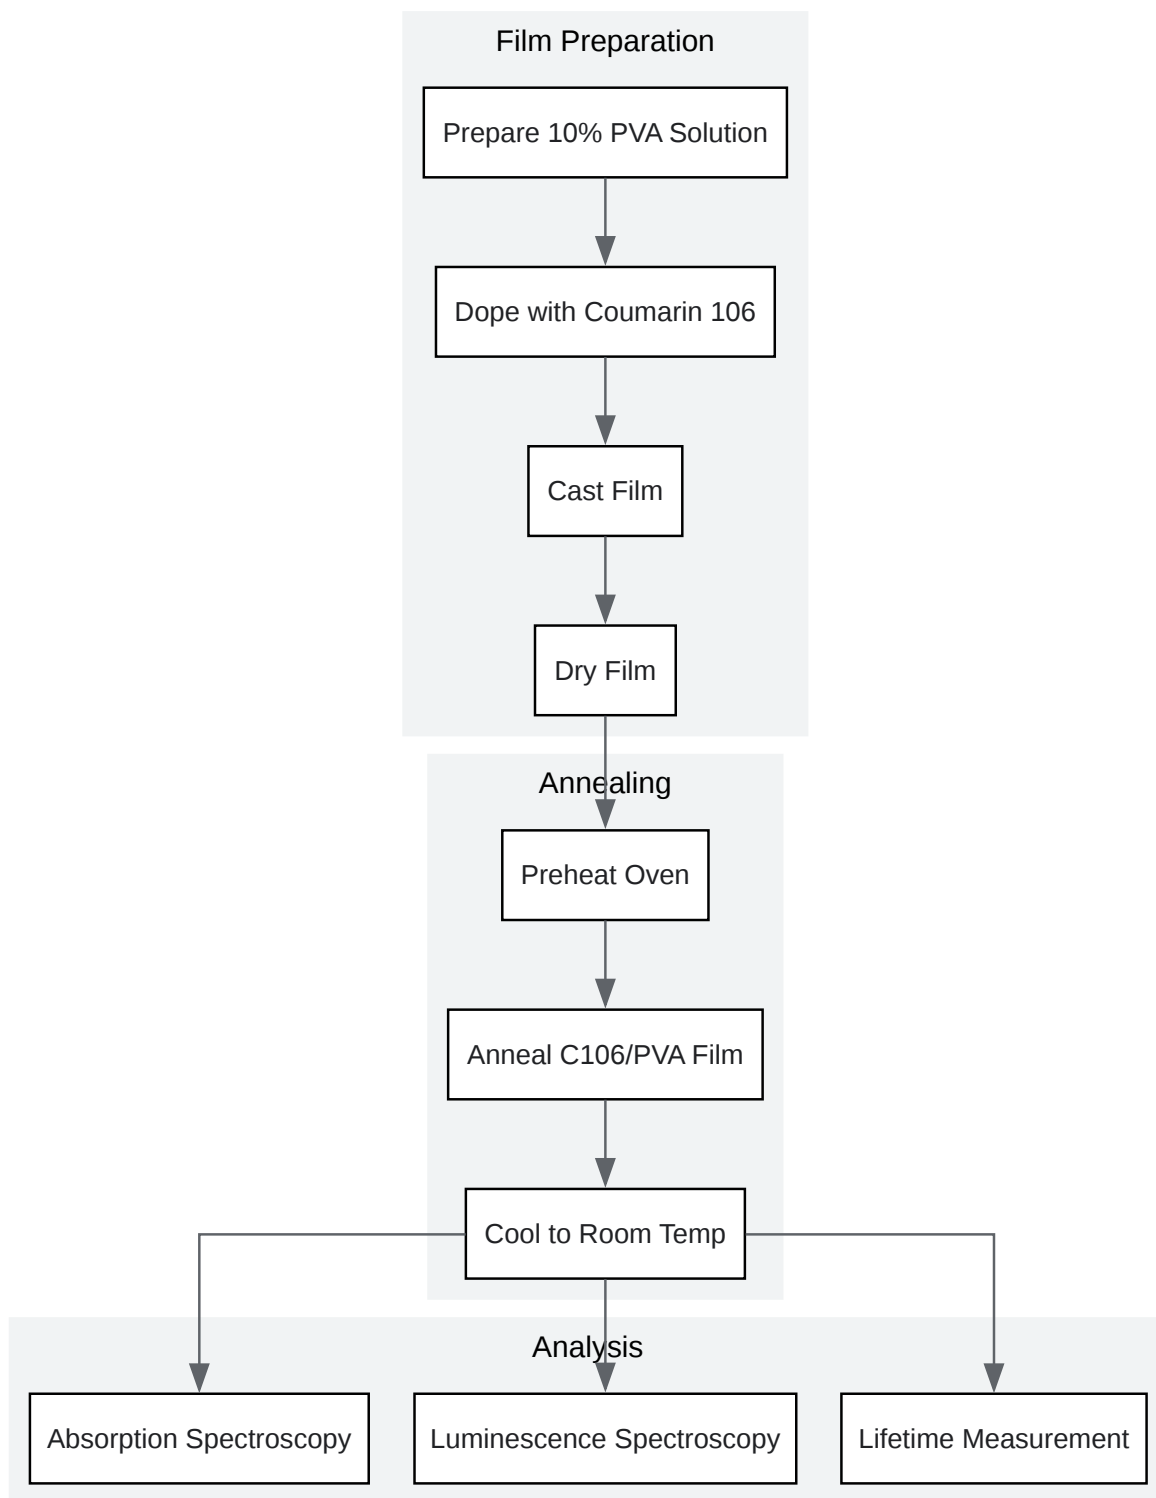 Film Preparation
Prepare 10% PVA Solution
Dope with Coumarin 106
Cast Film
Dry Film
Annealing
Preheat Oven
Anneal C106/PVA Film
Cool to Room Temp
Analysis
Absorption Spectroscopy
Luminescence Spectroscopy
Lifetime Measurement